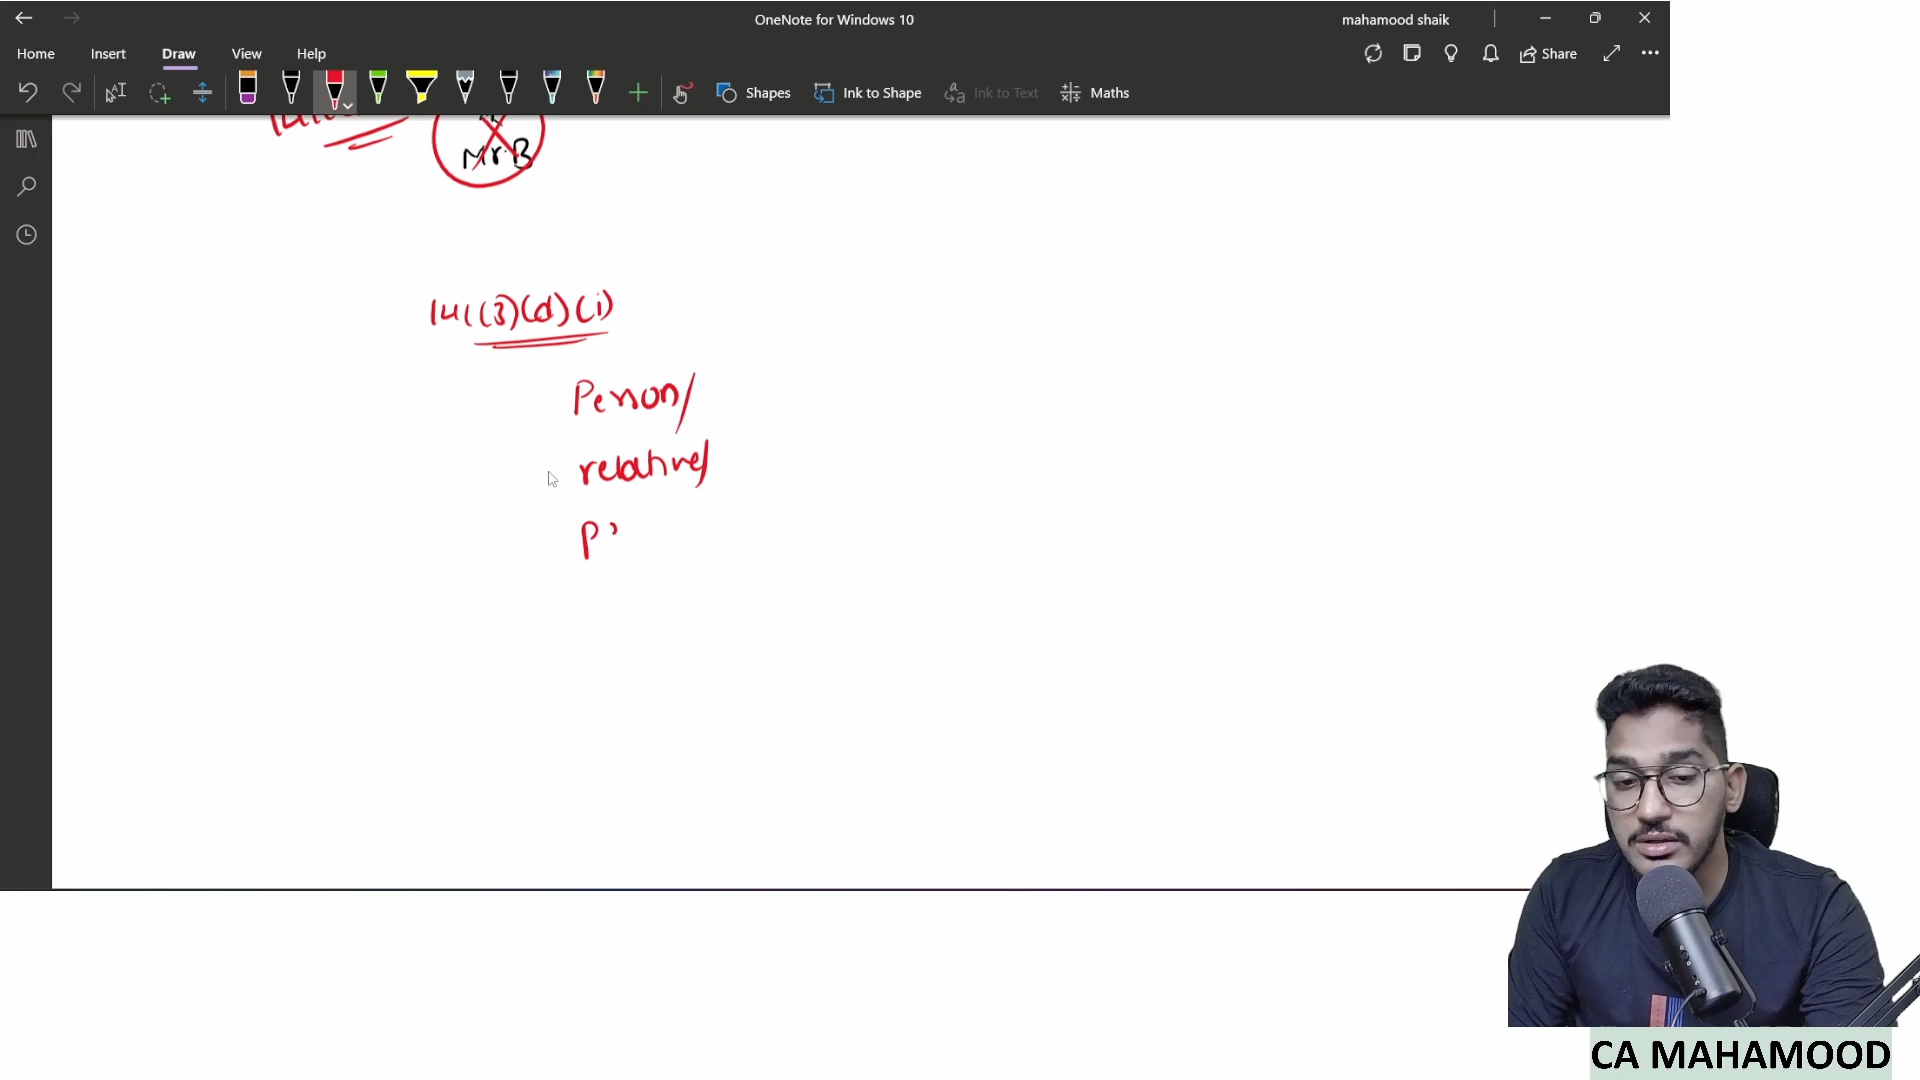 OneNote for Windows 10
mahamood shaik
Home Insert Draw View Help
Share
Shapes Ink to Shape Ink to Text Maths
Mr.B
141(3)(d)(i)
Person/
relative/
P
CA MAHAMOOD